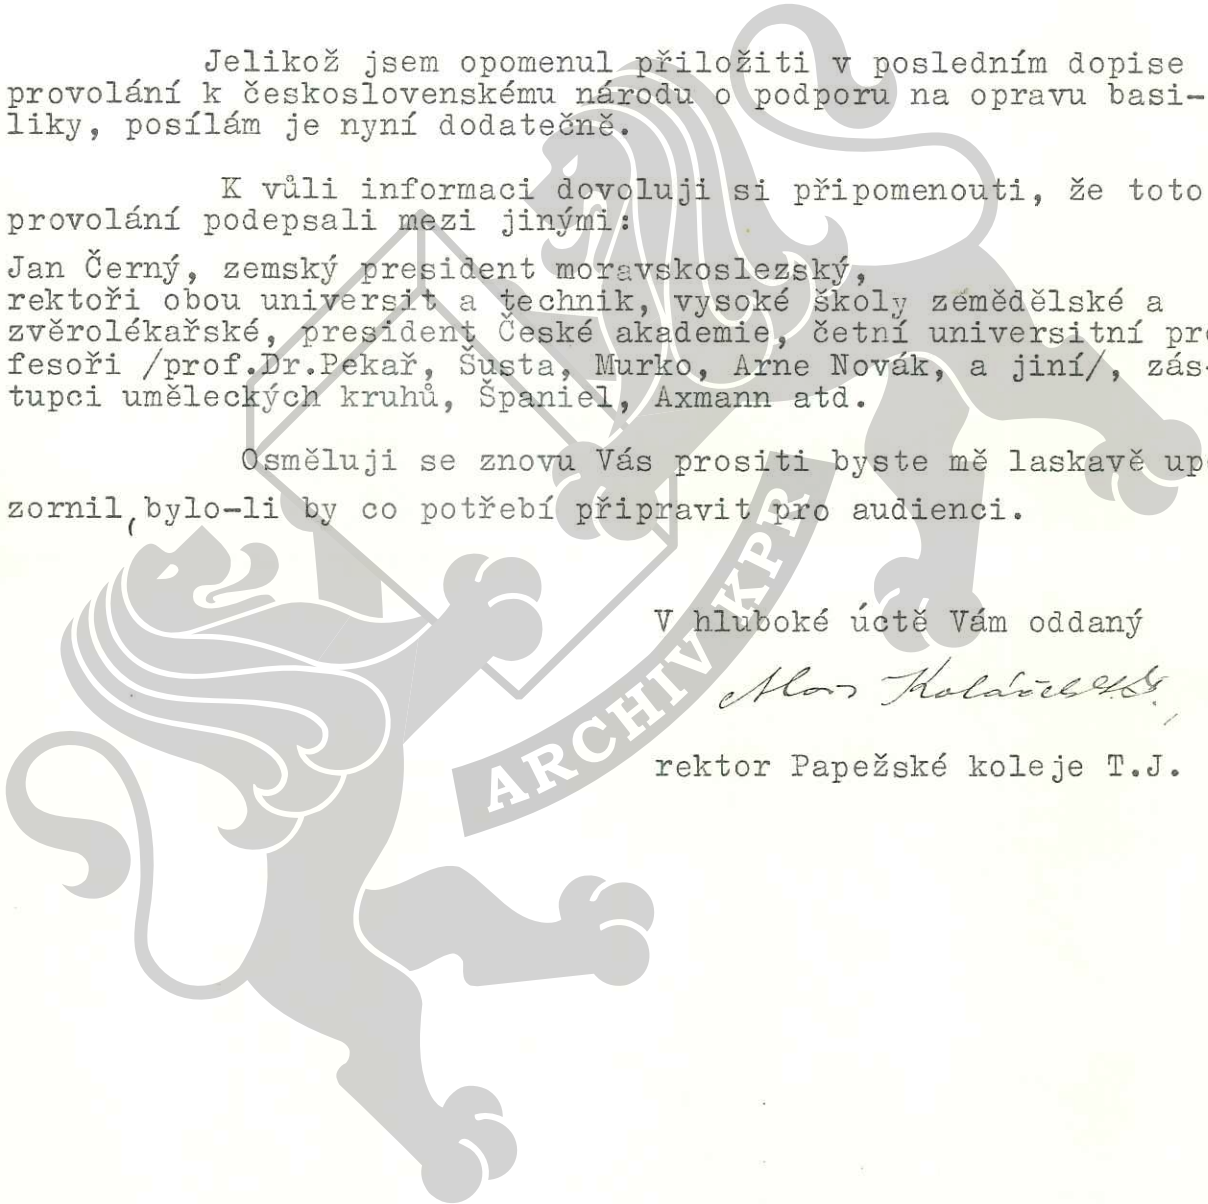 Jelikož jsem opomenul přiložiti v posledním dopise
provolání k československému národu o podporu na opravu basi-
liky, posílám je nyní dodatečně.
K vůli informaci dovoluji si připomenouti, že toto
provolání podepsali mezi jinými:
Jan Černý, zemský president moravskoslezský,
rektoři obou universit a technik, vysoké školy zemědělské a
zvěrolékařské, president České akademie, četní universitní pro
fesoři /prof.Dr.Pekař, Šusta, Murko, Arne Novák, a jiní/, zás-
tupci uměleckých kruhů, Španiel, Axmann atd.
Osměluji se znovu Vás prositi byste mě laskavě upo
zornil, bylo-li by co potřebí připravit pro audienci.
V hluboké úctě Vám oddaný
Alois Koláček
rektor Papežské koleje T.J.
ARCHIV KPR